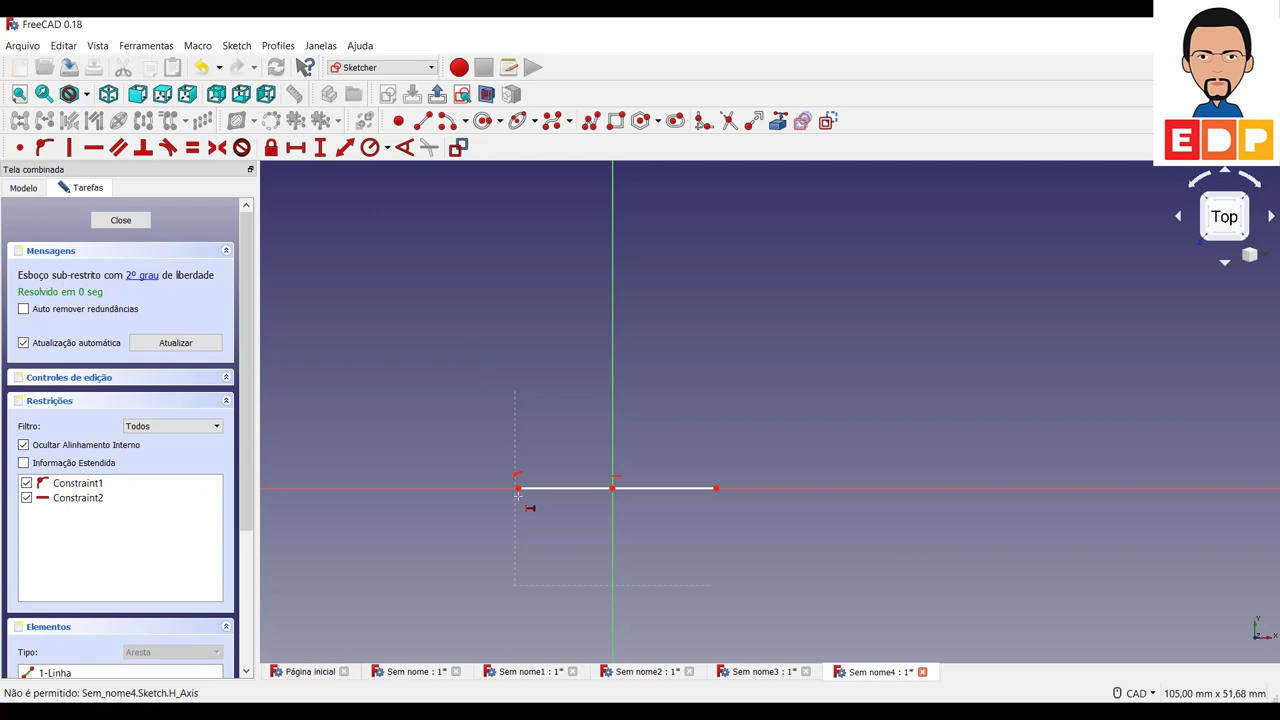 FreeCAD 0.18
Arquivo Editar Vista Ferramentas Macro Sketch Profiles Janelas Ajuda
Sketcher
EDP
Tela combinada
Modelo Tarefas
Close
Top
Mensagens
Esboço sub-restrito com 2º grau de liberdade
Resolvido em 0 seg
Auto remover redundâncias
Atualização automática Atualizar
Controles de edição
Restrições
Filtro: Todos
Ocultar Alinhamento Interno
Informação Estendida
Constraint1
Constraint2
Elementos
Tipo: Aresta
1-Linha
Y
Z X
Página inicial Sem nome : 1* Sem nome1 : 1* Sem nome2 : 1* Sem nome3 : 1* Sem nome4 : 1*
Não é permitido: Sem_nome4.Sketch.H_Axis CAD 105,00 mm x 51,68 mm